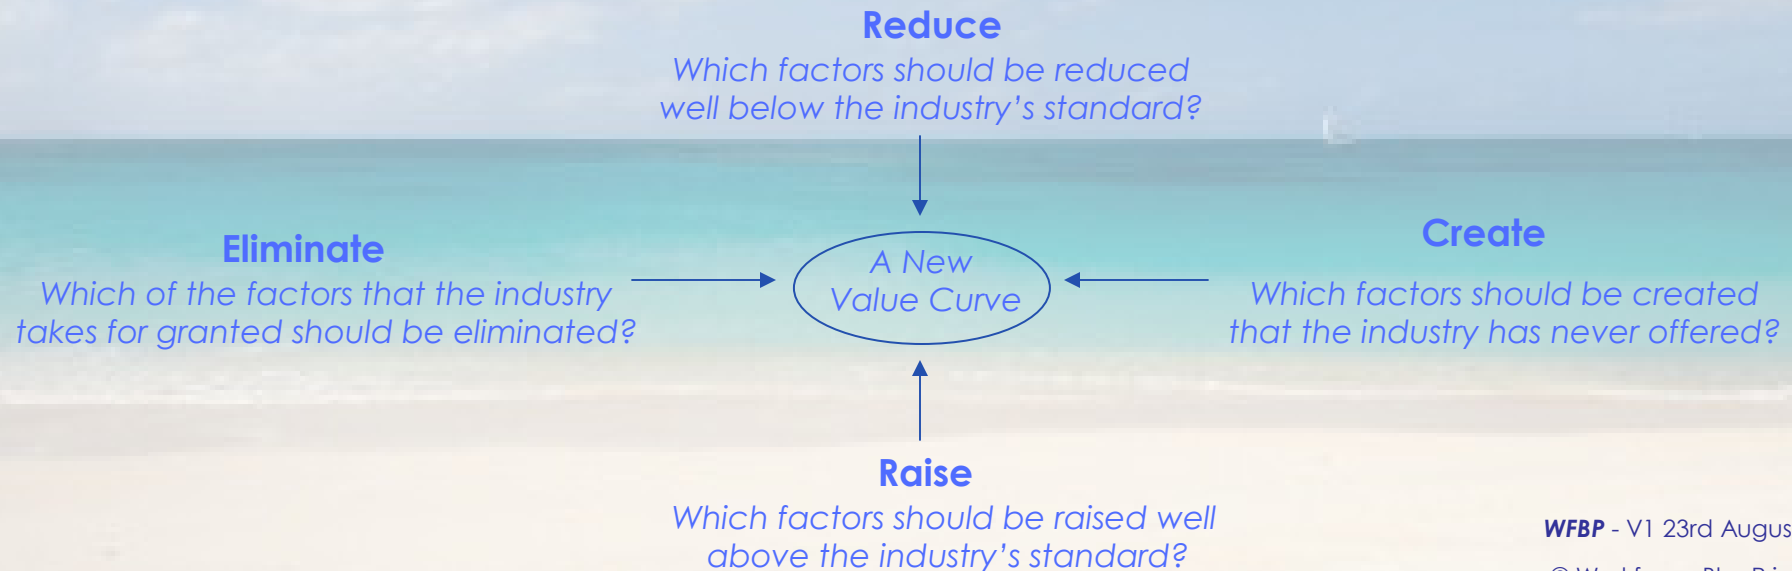 Reduce
Which factors should be reduced
well below the industry's standard?
Eliminate
Which of the factors that the industry
takes for granted should be eliminated?
A New
Value Curve
Create
Which factors should be created
that the industry has never offered?
Raise
Which factors should be raised well
above the industry's standard?
WFBP - V1 23rd Augus